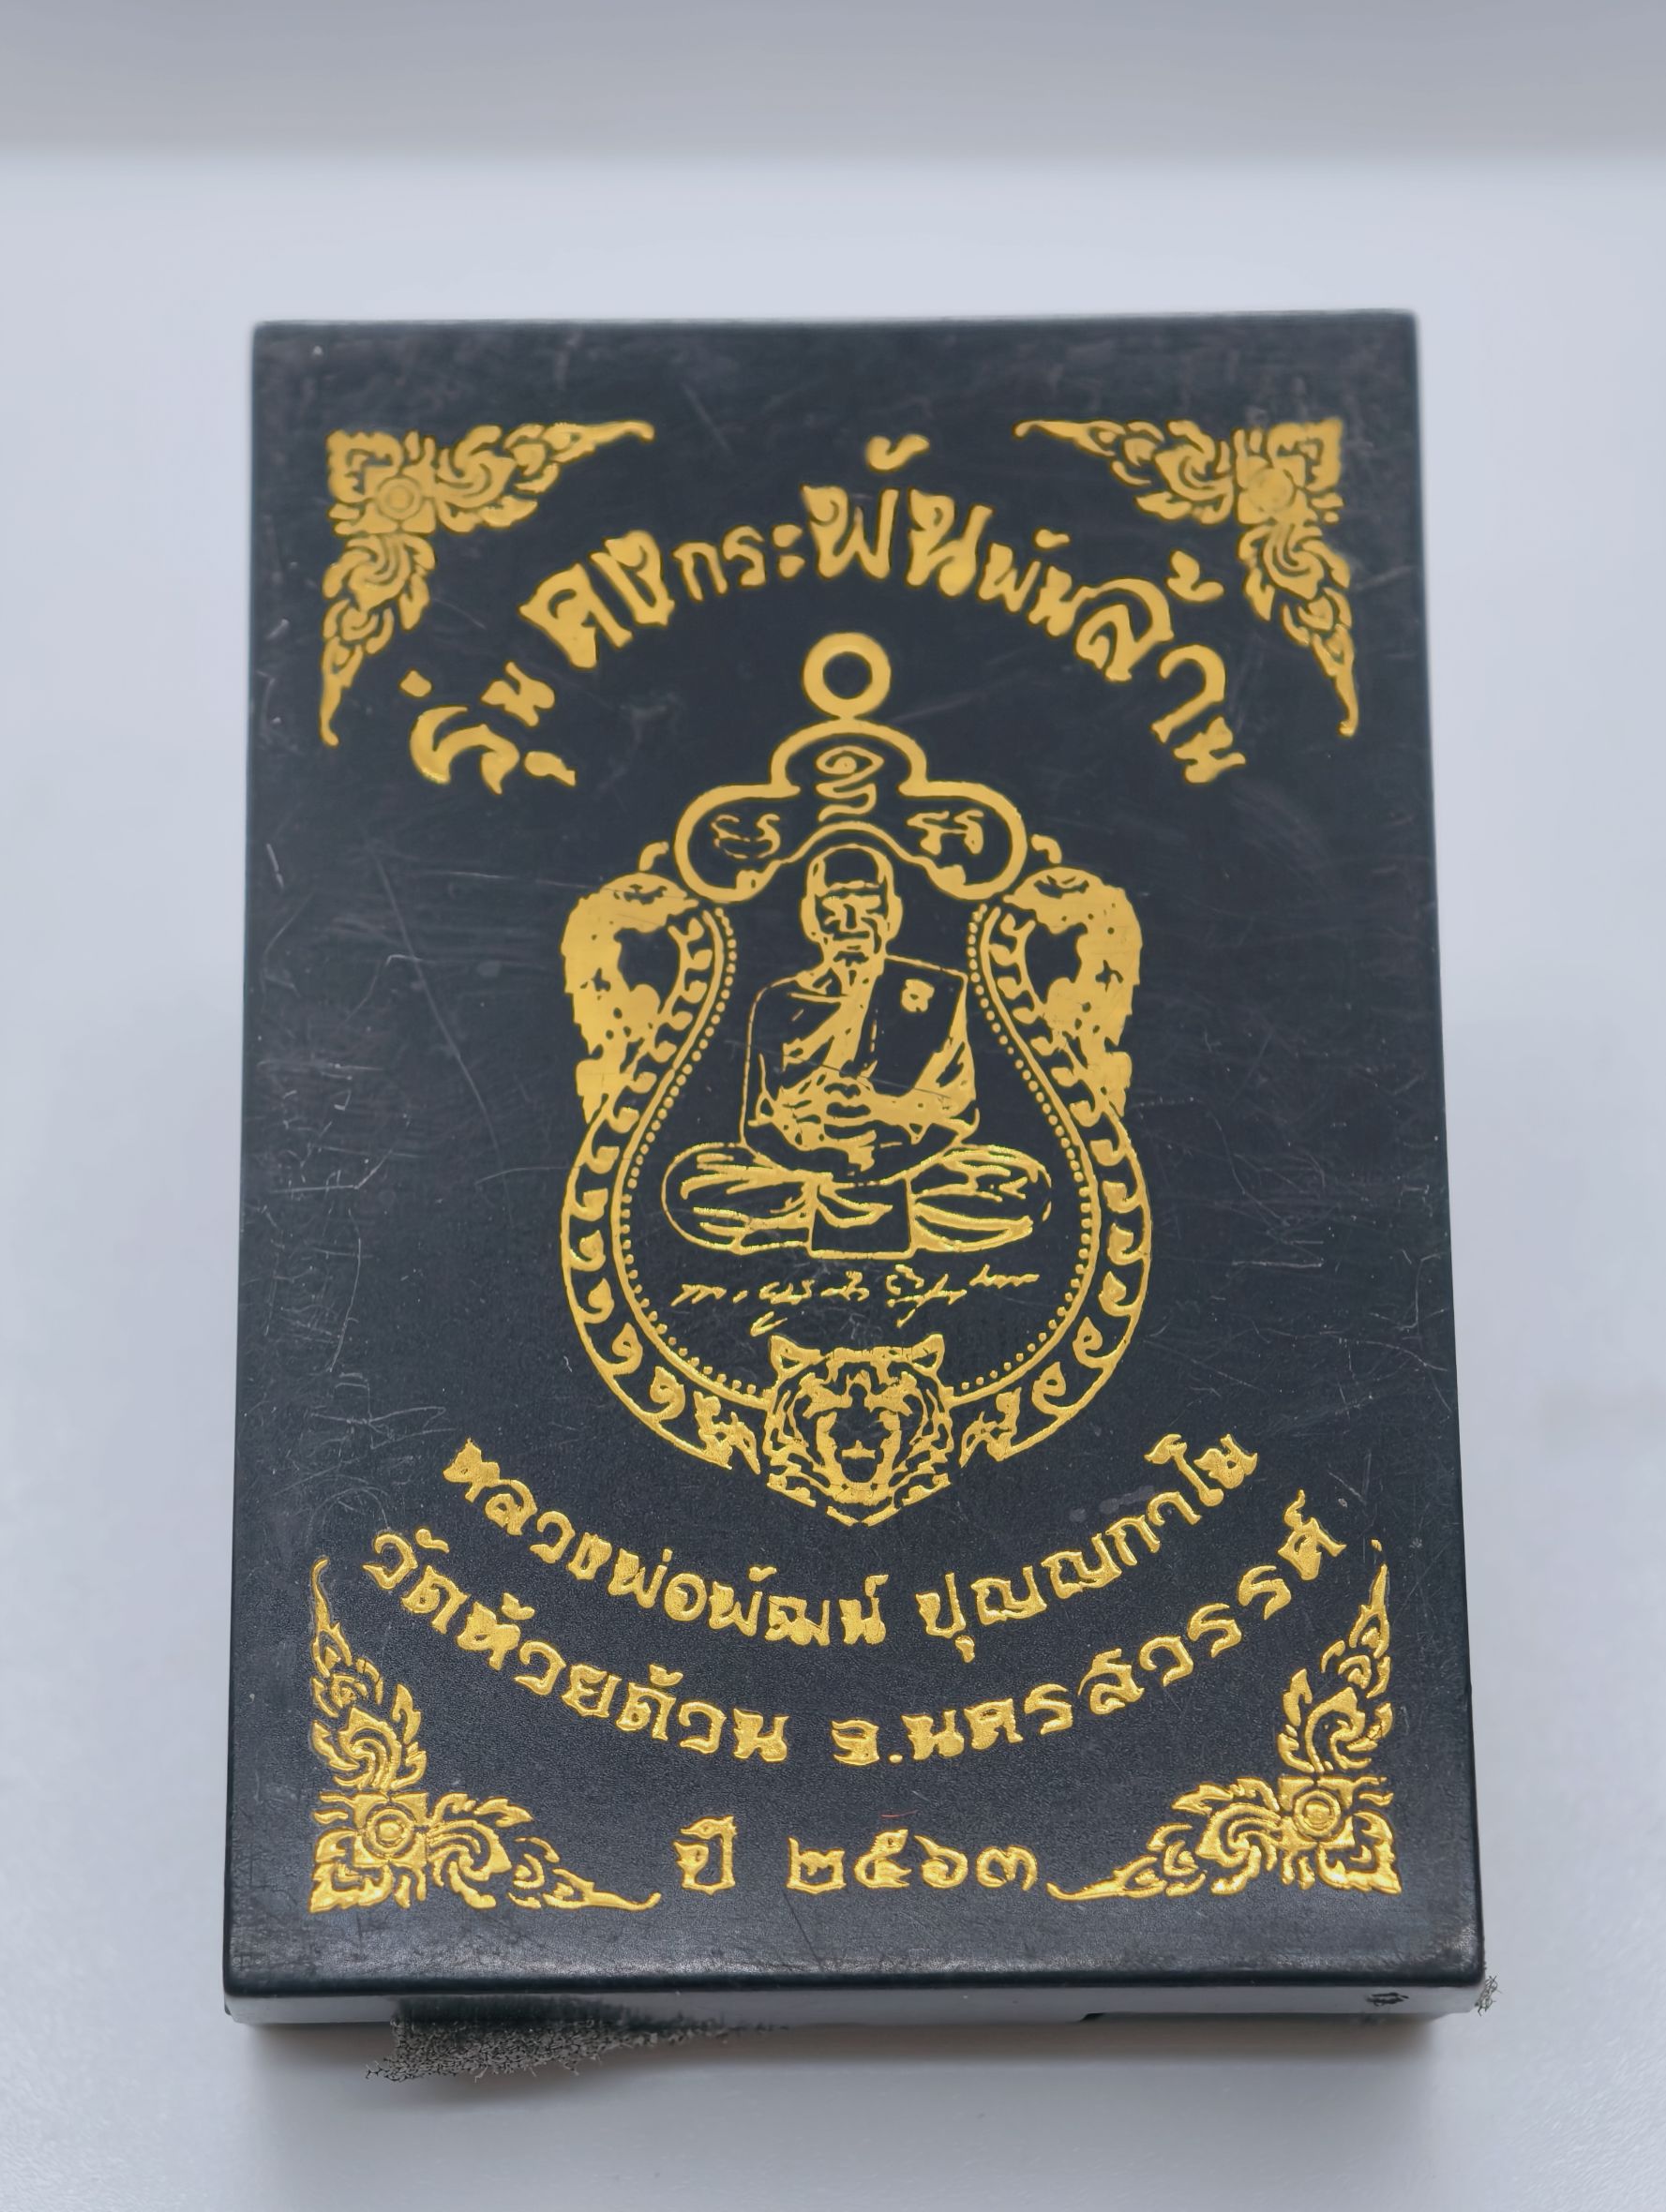 รุ่น คงกระพันพันล้าน
หลวงพ่อพัฒน์ ปุญญกาโม
วัดห้วยด้วน จ.นครสวรรค์
ปี ๒๕๖๓